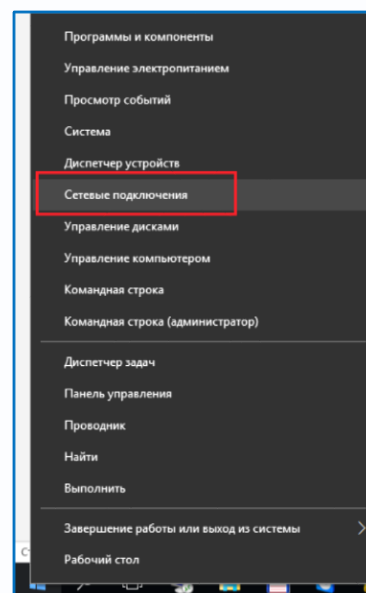 Программы и компоненты
Управление электропитанием
Просмотр событий
Система
Диспетчер устройств
Сетевые подключения
Управление дисками
Управление компьютером
Командная строка
Командная строка (администратор)
Диспетчер задач
Панель управления
Проводник
Найти
Выполнить
Завершение работы или выход из системы
Рабочий стол